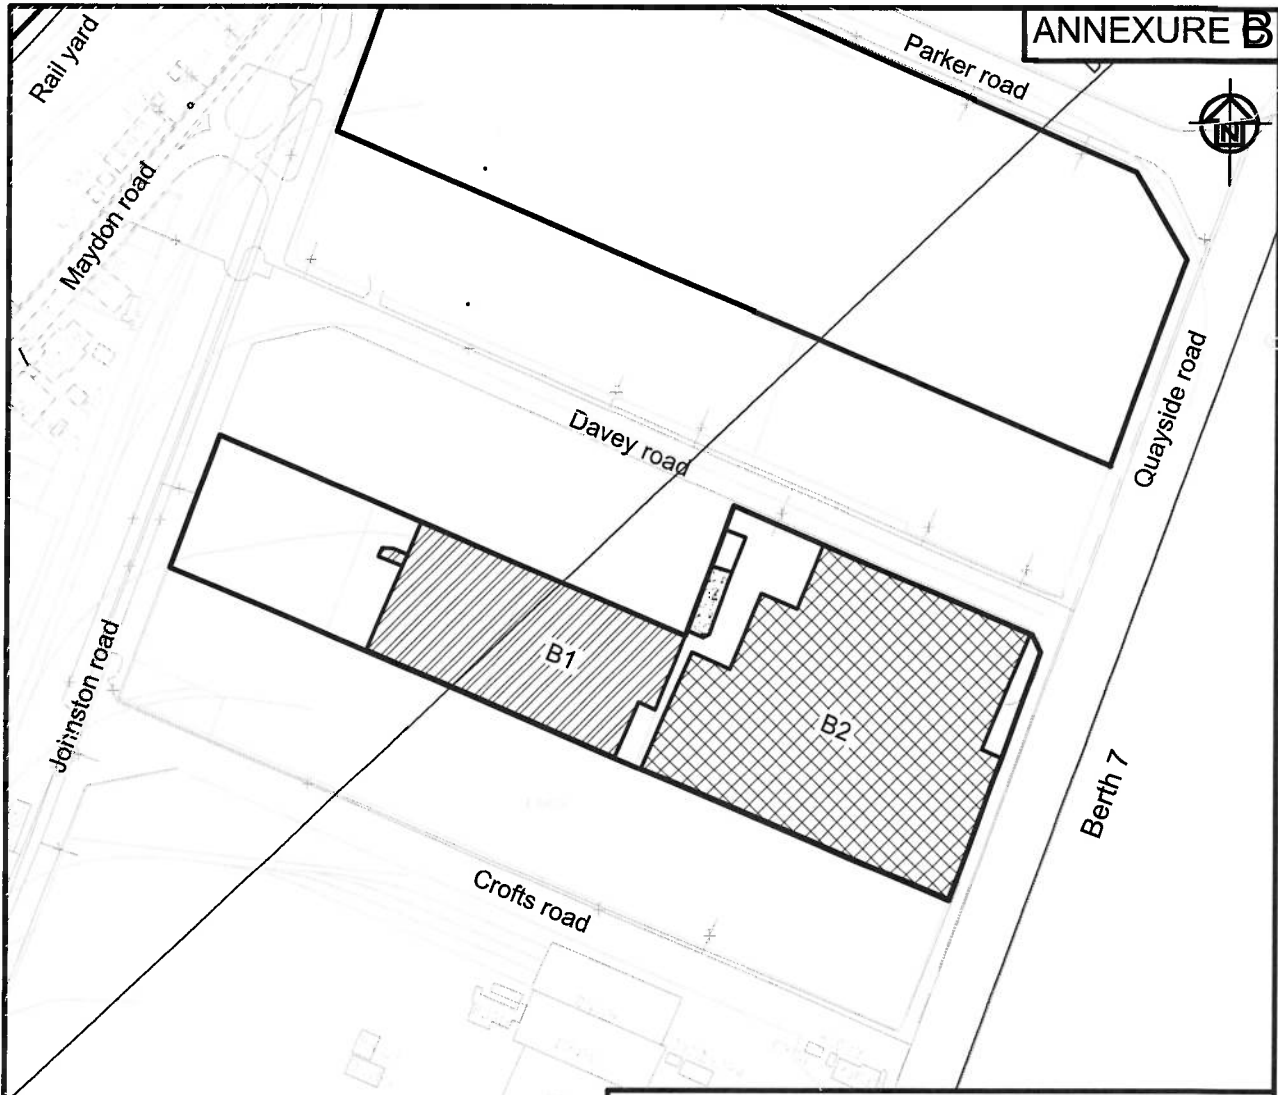 ANNEXURE B
Parker road
Rail yard
N
Maydon road
Quayside road
Davey road
B1
B2
Johnston road
Berth 7
Crofts road